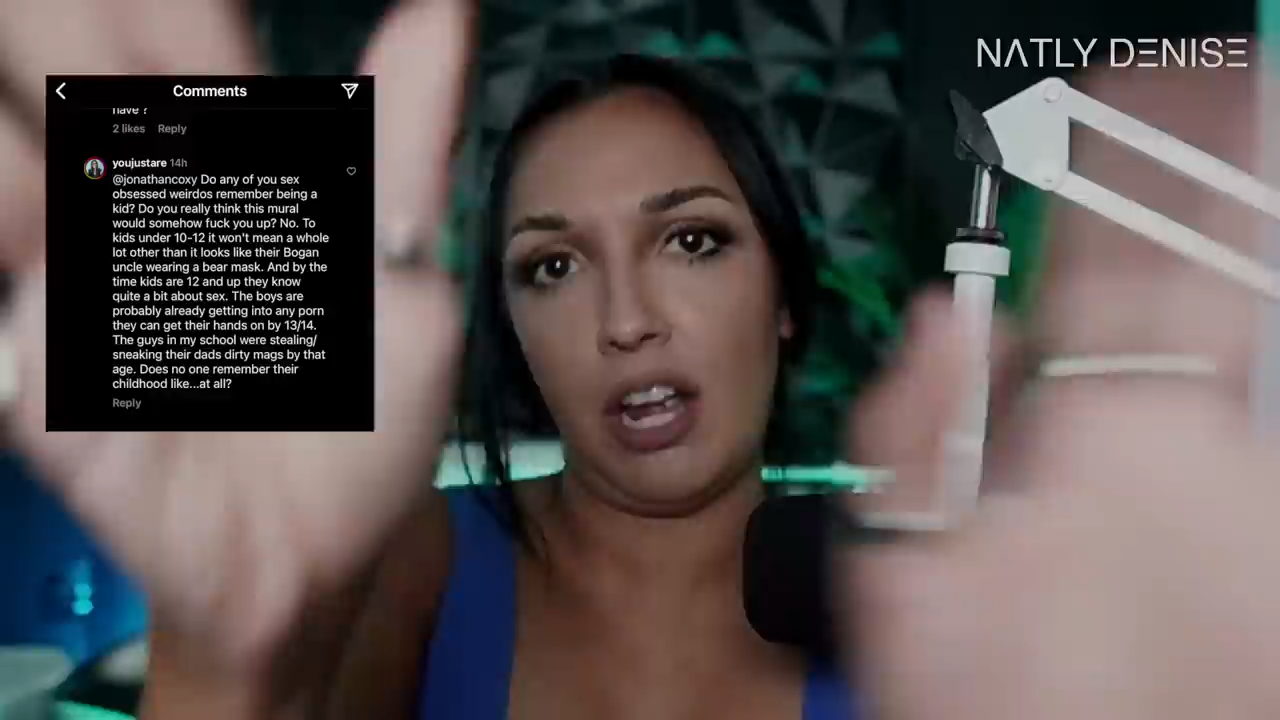 NATLY DENISE
Comments
have ?
2 likes Reply
youjustare 14h
@jonathancoxy Do any of you sex
obsessed weirdos remember being a
kid? Do you really think this mural
would somehow fuck you up? No. To
kids under 10-12 it won't mean a whole
lot other than it looks like their Bogan
uncle wearing a bear mask. And by the
time kids are 12 and up they know
quite a bit about sex. The boys are
probably already getting into any porn
they can get their hands on by 13/14.
The guys in my school were stealing/
sneaking their dads dirty mags by that
age. Does no one remember their
childhood like...at all?
Reply